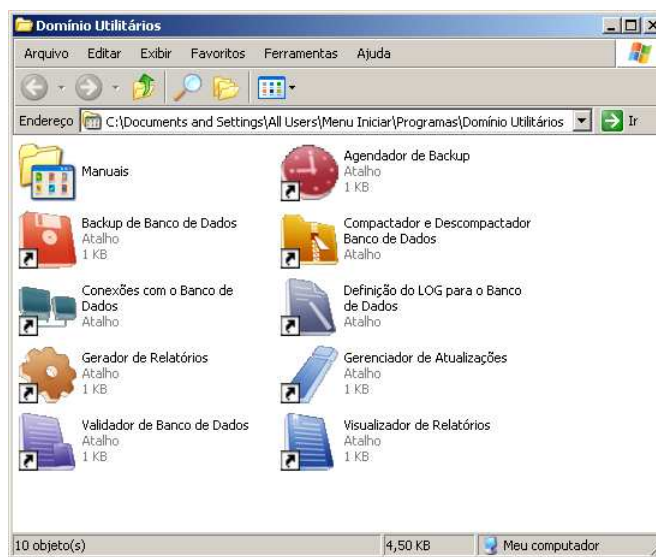 Domínio Utilitários
Arquivo Editar Exibir Favoritos Ferramentas Ajuda
Endereço C:\Documents and Settings\All Users\Menu Iniciar\Programas\Domínio Utilitários Ir
Manuais
Agendador de Backup
Atalho
1 KB
Backup de Banco de Dados
Atalho
1 KB
Compactador e Descompactador
Banco de Dados
Atalho
Conexões com o Banco de
Dados
Atalho
Definição do LOG para o Banco
de Dados
Atalho
Gerador de Relatórios
Atalho
1 KB
Gerenciador de Atualizações
Atalho
1 KB
Validador de Banco de Dados
Atalho
1 KB
Visualizador de Relatórios
Atalho
1 KB
10 objeto(s) 4,50 KB Meu computador